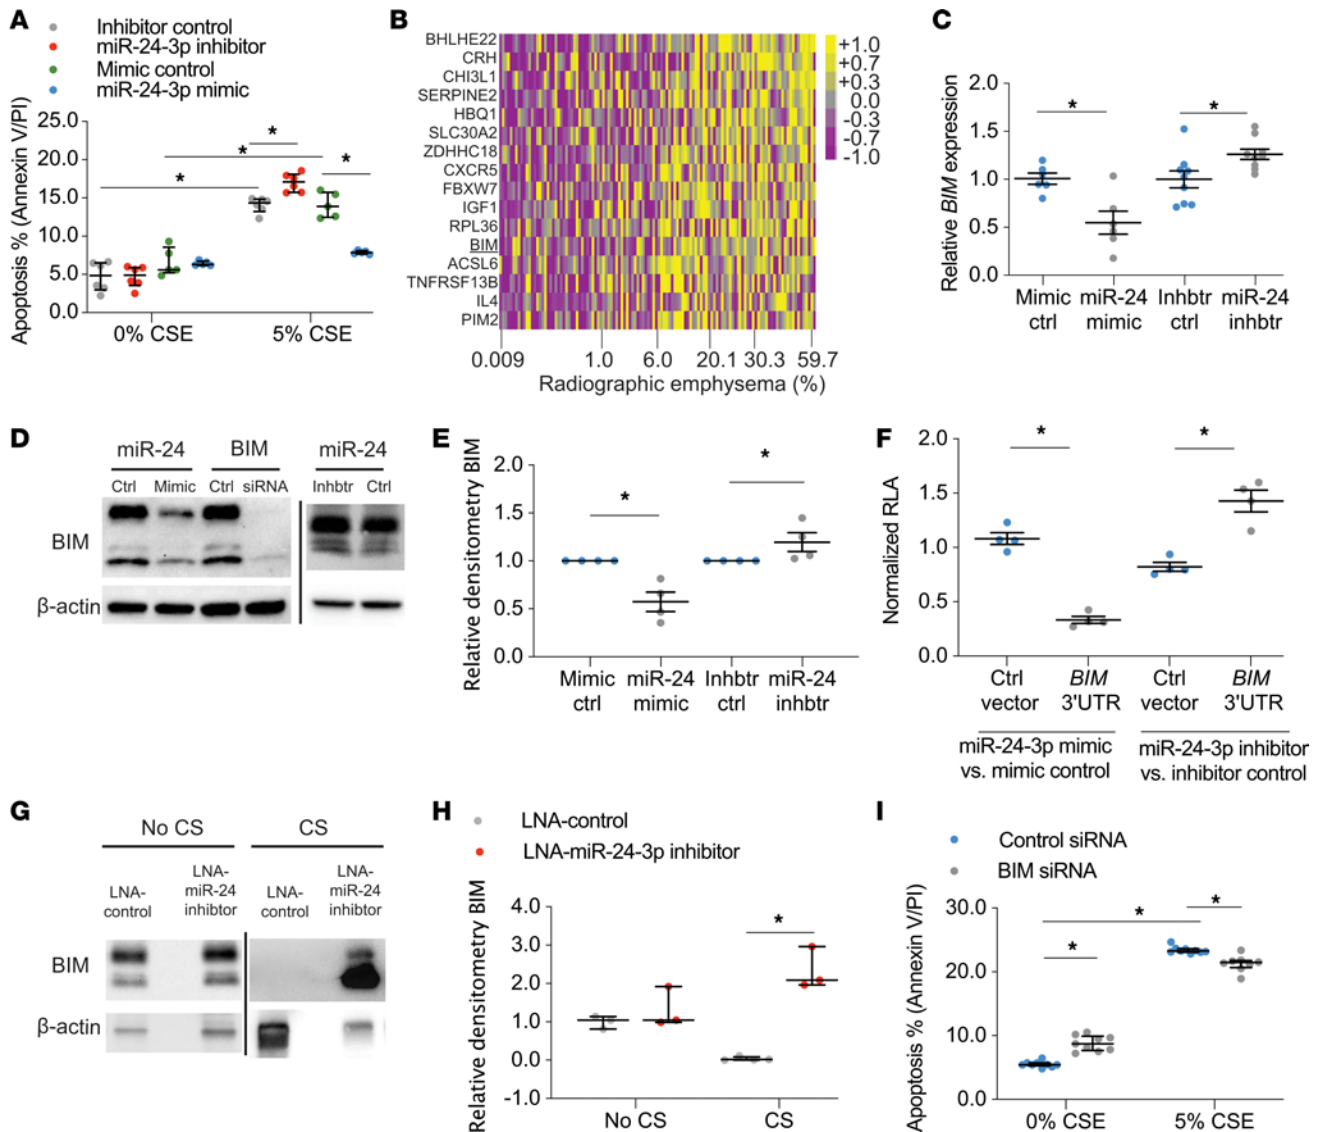 A
Inhibitor control
miR-24-3p inhibitor
Mimic control
miR-24-3p mimic
Apoptosis % (Annexin V/PI)
25.0
20.0
15.0
10.0
5.0
0.0
*
*
*
*
0% CSE
5% CSE
B
BHLHE22
CRH
CHI3L1
SERPINE2
HBQ1
SLC30A2
ZDHHC18
CXCR5
FBXW7
IGF1
RPL36
BIM
ACSL6
TNFRSF13B
IL4
PIM2
+1.0
+0.7
+0.3
0.0
-0.3
-0.7
-1.0
0.009
1.0
6.0
20.1
30.3
59.7
Radiographic emphysema (%)
C
Relative BIM expression
2.0
1.5
1.0
0.5
0.0
*
*
Mimic ctrl
miR-24 mimic
Inhbtr ctrl
miR-24 inhbtr
D
miR-24
BIM
miR-24
Ctrl
Mimic
Ctrl
siRNA
Inhbtr
Ctrl
BIM
β-actin
E
Relative densitometry BIM
2.0
1.5
1.0
0.5
0.0
*
*
Mimic ctrl
miR-24 mimic
Inhbtr ctrl
miR-24 inhbtr
F
Normalized RLA
2.0
1.5
1.0
0.5
0.0
*
*
Ctrl vector
BIM 3'UTR
Ctrl vector
BIM 3'UTR
miR-24-3p mimic
vs. mimic control
miR-24-3p inhibitor
vs. inhibitor control
G
No CS
CS
LNA-
control
LNA-
miR-24
inhibtor
LNA-
control
LNA-
miR-24
inhibtor
BIM
β-actin
H
LNA-control
LNA-miR-24-3p inhibitor
Relative densitometry BIM
4.0
3.0
2.0
1.0
0.0
-1.0
*
No CS
CS
I
Control siRNA
BIM siRNA
Apoptosis % (Annexin V/PI)
30.0
20.0
10.0
0.0
*
*
*
0% CSE
5% CSE